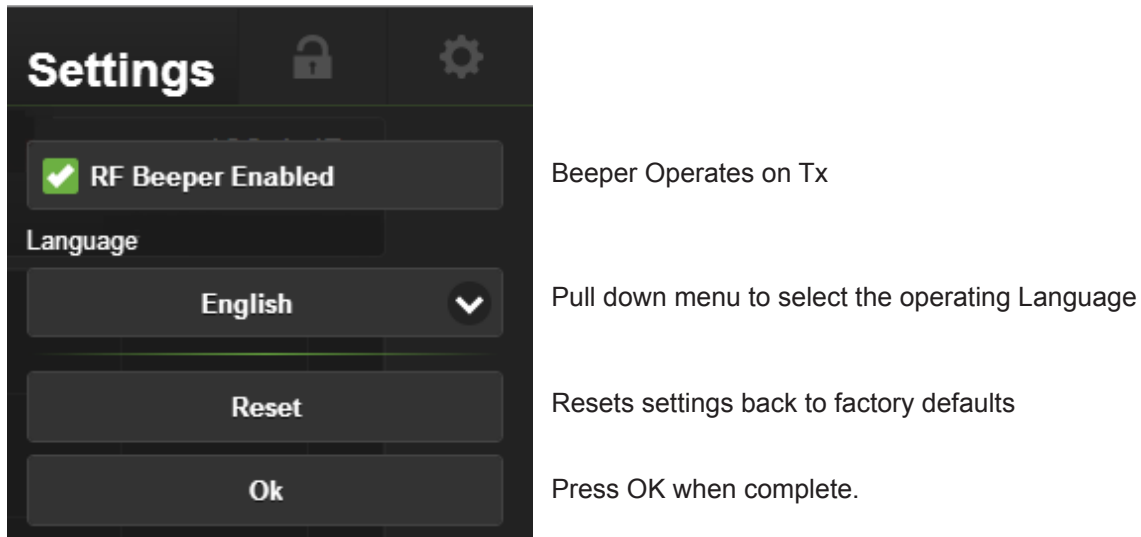 Settings
RF Beeper Enabled
Beeper Operates on Tx
Language
English
Pull down menu to select the operating Language
Reset
Resets settings back to factory defaults
Ok
Press OK when complete.